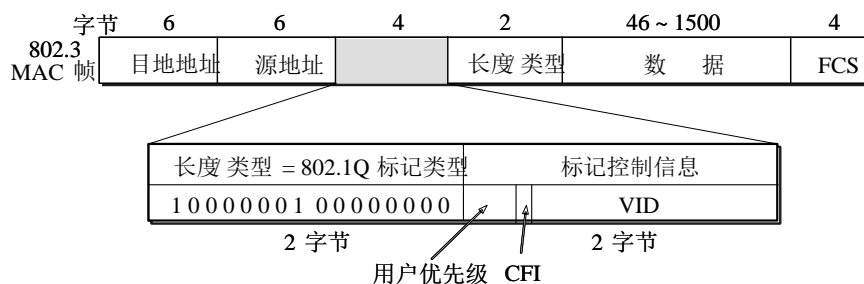 字节 6 6 4 2 46 ~ 1500 4
802.3
MAC 帧 目地地址 源地址 长度 类型 数 据 FCS
长度 类型 = 802.1Q 标记类型 标记控制信息
1 0 0 0 0 0 0 1 0 0 0 0 0 0 0 0 VID
2 字节 2 字节
用户优先级 CFI